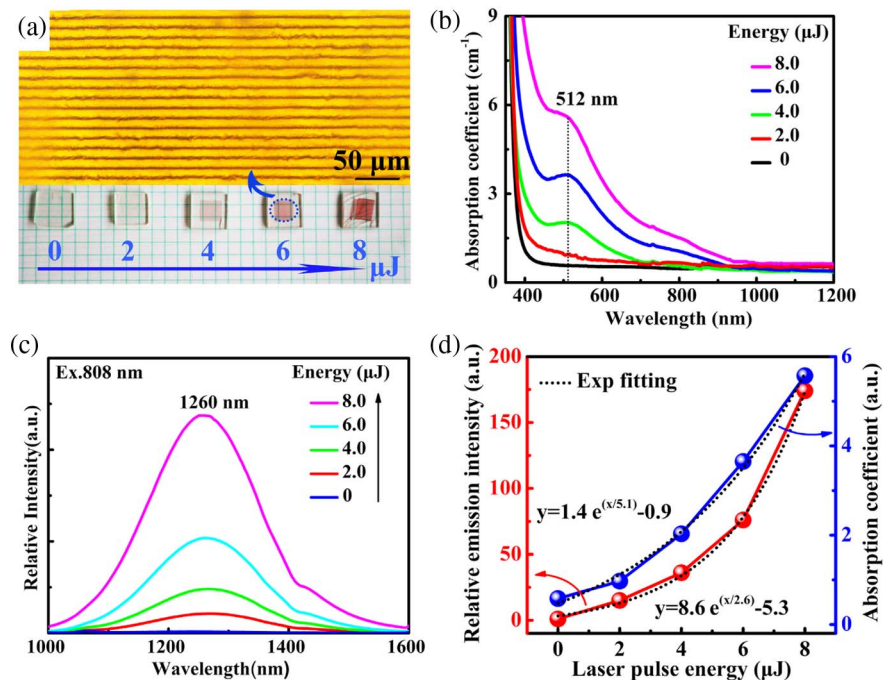 (a)
50 μm
0 2 4 6 8
μJ
(b)
Absorption coefficient (cm⁻¹)
9
6
3
0
Energy (μJ)
8.0
6.0
4.0
2.0
0
512 nm
400 600 800 1000 1200
Wavelength (nm)
(c)
Relative Intensity(a.u.)
Ex.808 nm
Energy (μJ)
8.0
6.0
4.0
2.0
0
1260 nm
1000 1200 1400 1600
Wavelength(nm)
(d)
Relative emission intensity (a.u.)
200
175
150
125
100
75
50
25
0
Exp fitting
y=1.4 e^(x/5.1)-0.9
y=8.6 e^(x/2.6)-5.3
0 2 4 6 8
Laser pulse energy (μJ)
6
4
2
0
Absorption coefficient (a.u.)